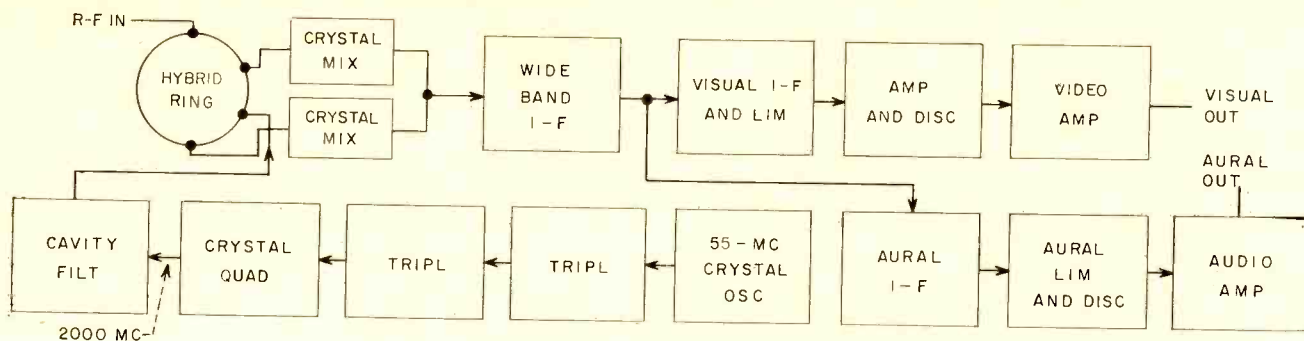 R-F IN
HYBRID
RING
CRYSTAL
MIX
CRYSTAL
MIX
WIDE
BAND
I-F
VISUAL I-F
AND LIM
AMP
AND DISC
VIDEO
AMP
VISUAL
OUT
AURAL
OUT
CAVITY
FILT
CRYSTAL
QUAD
TRIPL
TRIPL
55-MC
CRYSTAL
OSC
AURAL
I-F
AURAL
LIM
AND DISC
AUDIO
AMP
2000 MC